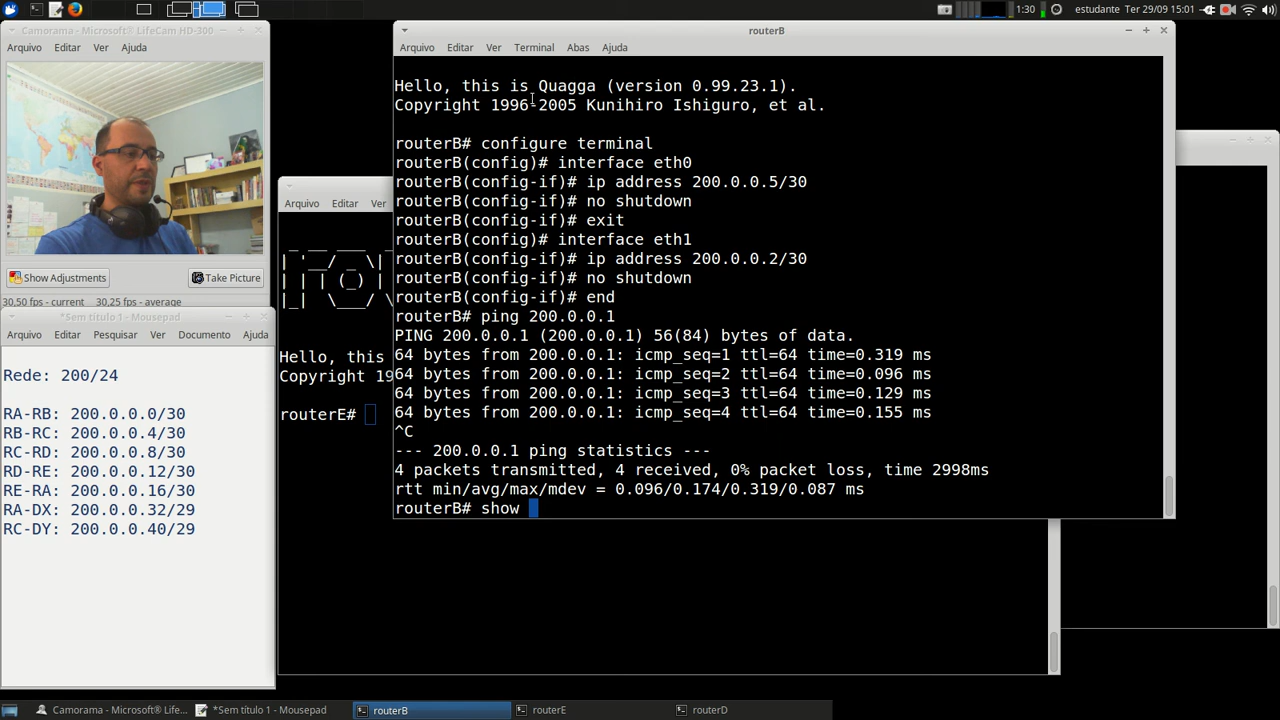 1:30
estudante Ter 29/09 15:01
Camorama - Microsoft® LifeCam HD-300
Arquivo Editar Ver Ajuda
Show Adjustments
Take Picture
30,50 fps - current 30,25 fps - average
*Sem título 1 - Mousepad
Arquivo Editar Pesquisar Ver Documento Ajuda
Rede: 200/24
RA-RB: 200.0.0.0/30
RB-RC: 200.0.0.4/30
RC-RD: 200.0.0.8/30
RD-RE: 200.0.0.12/30
RE-RA: 200.0.0.16/30
RA-DX: 200.0.0.32/29
RC-DY: 200.0.0.40/29
Arquivo Editar Ver
Hello, this
Copyright 19
routerE#
routerB
Arquivo Editar Ver Terminal Abas Ajuda
Hello, this is Quagga (version 0.99.23.1).
Copyright 1996-2005 Kunihiro Ishiguro, et al.
routerB# configure terminal
routerB(config)# interface eth0
routerB(config-if)# ip address 200.0.0.5/30
routerB(config-if)# no shutdown
routerB(config-if)# exit
routerB(config)# interface eth1
routerB(config-if)# ip address 200.0.0.2/30
routerB(config-if)# no shutdown
routerB(config-if)# end
routerB# ping 200.0.0.1
PING 200.0.0.1 (200.0.0.1) 56(84) bytes of data.
64 bytes from 200.0.0.1: icmp_seq=1 ttl=64 time=0.319 ms
64 bytes from 200.0.0.1: icmp_seq=2 ttl=64 time=0.096 ms
64 bytes from 200.0.0.1: icmp_seq=3 ttl=64 time=0.129 ms
64 bytes from 200.0.0.1: icmp_seq=4 ttl=64 time=0.155 ms
^C
--- 200.0.0.1 ping statistics ---
4 packets transmitted, 4 received, 0% packet loss, time 2998ms
rtt min/avg/max/mdev = 0.096/0.174/0.319/0.087 ms
routerB# show
Camorama - Microsoft® LifeCa...
*Sem título 1 - Mousepad
routerB
routerE
routerD